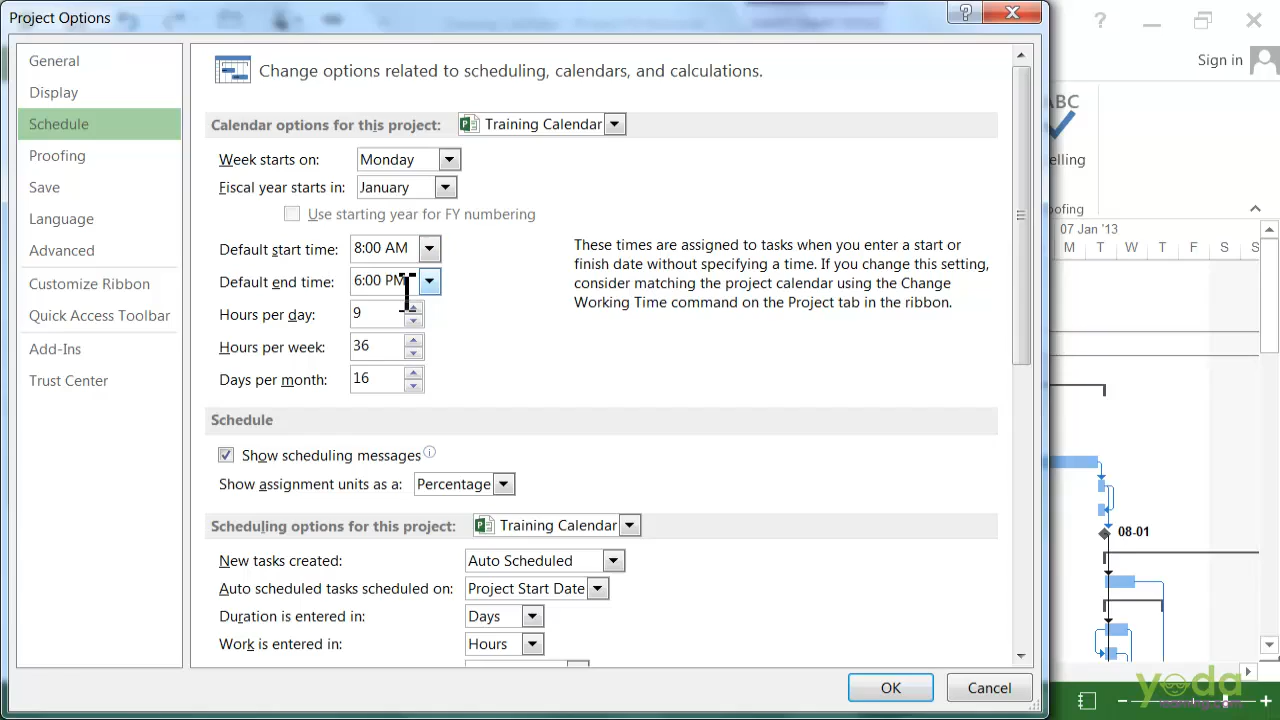 Project Options
?
General
Display
Schedule
Proofing
Save
Language
Advanced
Customize Ribbon
Quick Access Toolbar
Add-Ins
Trust Center
Change options related to scheduling, calendars, and calculations.
Calendar options for this project: Training Calendar
Week starts on: Monday
Fiscal year starts in: January
Use starting year for FY numbering
Default start time: 8:00 AM
Default end time: 6:00 PM
Hours per day: 9
Hours per week: 36
Days per month: 16
These times are assigned to tasks when you enter a start or
finish date without specifying a time. If you change this setting,
consider matching the project calendar using the Change
Working Time command on the Project tab in the ribbon.
Schedule
Show scheduling messages
Show assignment units as a: Percentage
Scheduling options for this project: Training Calendar
New tasks created: Auto Scheduled
Auto scheduled tasks scheduled on: Project Start Date
Duration is entered in: Days
Work is entered in: Hours
OK
Cancel
?
Sign in
ABC
elling
ofing
07 Jan '13
M T W T F S S
08-01
yoda
learning.com